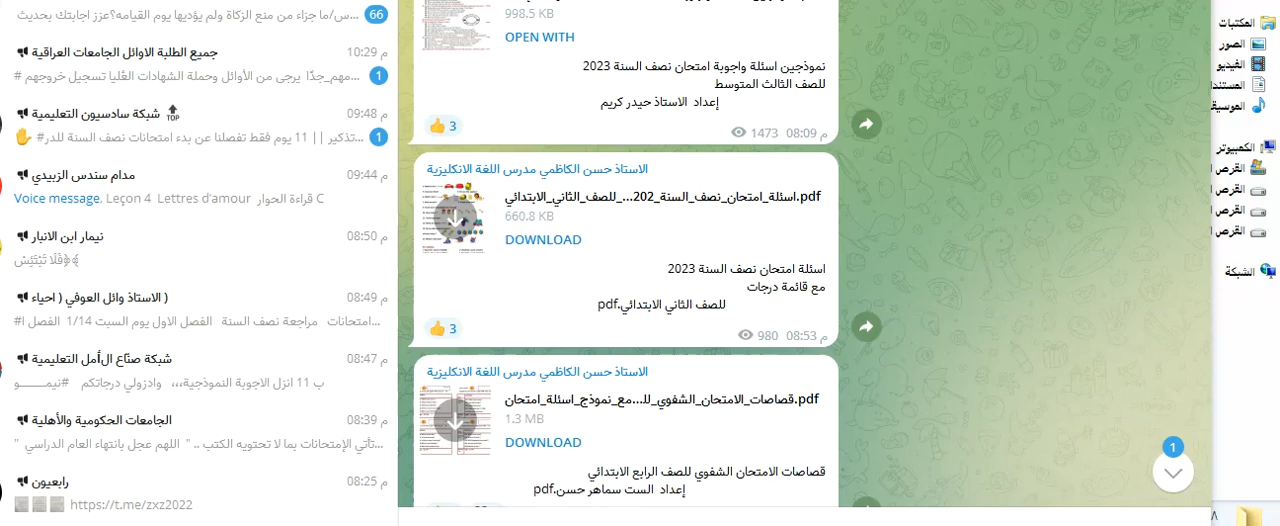 س/ما جزاء من منع الزكاة ولم يؤديها يوم القيامه؟عزز اجابتك بحديث...
66
جميع الطلبة الاوائل الجامعات العراقية
10:29 م
# مهم_جدًا يرجى من الأوائل وحملة الشهادات العُليا تسجيل خروجهم...
1
شبكة سادسيون التعليمية
TOP
09:48 م
تذكير || 11 يوم فقط تفصلنا عن بدء امتحانات نصف السنة للدر#...
1
مدام سندس الزبيدي
09:44 م
Voice message, Leçon 4 Lettres d'amour قراءة الحوار C
نيمار ابن الانبار
08:50 م
﴿فَلَا تَبْتَئِسْ﴾
( الاستاذ وائل العوفي ( احياء
08:49 م
#امتحانات مراجعة نصف السنة الفصل الاول يوم السبت 1/14 الفصل ا...
شبكة صنّاع الأمل التعليمية
08:47 م
ب 11 انزل الاجوبة النموذجية،،، وادزولي درجاتكم #نيمـــــو
الجامعات الحكومية والأهلية
08:39 م
" تأتي الإمتحانات بما لا تحتويه الكتب .. " اللهم عجل بانتهاء العام الدراسي...
رابعيون
08:25 م
https://t.me/zxz2022
998.5 KB
OPEN WITH
نموذجين اسئلة واجوبة امتحان نصف السنة 2023
للصف الثالث المتوسط
إعداد الاستاذ حيدر كريم
3
1473 08:09 م
الاستاذ حسن الكاظمي مدرس اللغة الانكليزية
اسئلة_امتحان_نصف_السنة_202..._للصف_الثاني_الابتدائي.pdf
660.8 KB
DOWNLOAD
اسئلة امتحان نصف السنة 2023
مع قائمة درجات
للصف الثاني الابتدائي.pdf
3
980 08:53 م
الاستاذ حسن الكاظمي مدرس اللغة الانكليزية
قصاصات_الامتحان_الشفوي_لل...مع_نموذج_اسئلة_امتحان.pdf
1.3 MB
DOWNLOAD
قصاصات الامتحان الشفوي للصف الرابع الابتدائي
إعداد الست سماهر حسن.pdf
1
المكتبات
الصور
الفيديو
المستندا
الموسيق
الكمبيوتر
القرص ا
القرص ا
القرص ا
القرص ا
الشبكة